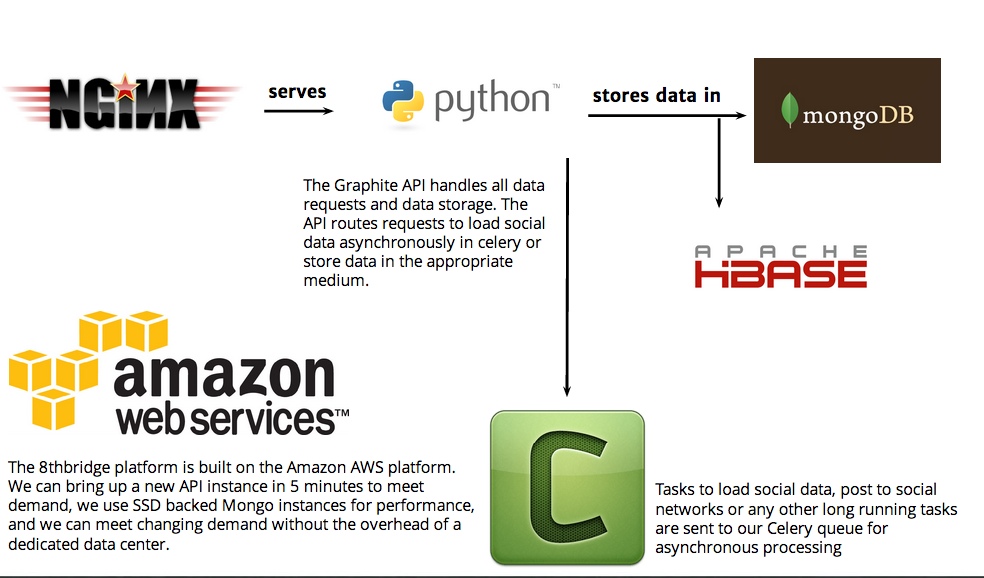 NGiNX
serves
python™
stores data in
mongoDB
The Graphite API handles all data
requests and data storage. The
API routes requests to load social
data asynchronously in celery or
store data in the appropriate
medium.
APACHE
HBASE
amazon
webservices™
The 8thbridge platform is built on the Amazon AWS platform.
We can bring up a new API instance in 5 minutes to meet
demand, we use SSD backed Mongo instances for performance,
and we can meet changing demand without the overhead of a
dedicated data center.
C
Tasks to load social data, post to social
networks or any other long running tasks
are sent to our Celery queue for
asynchronous processing